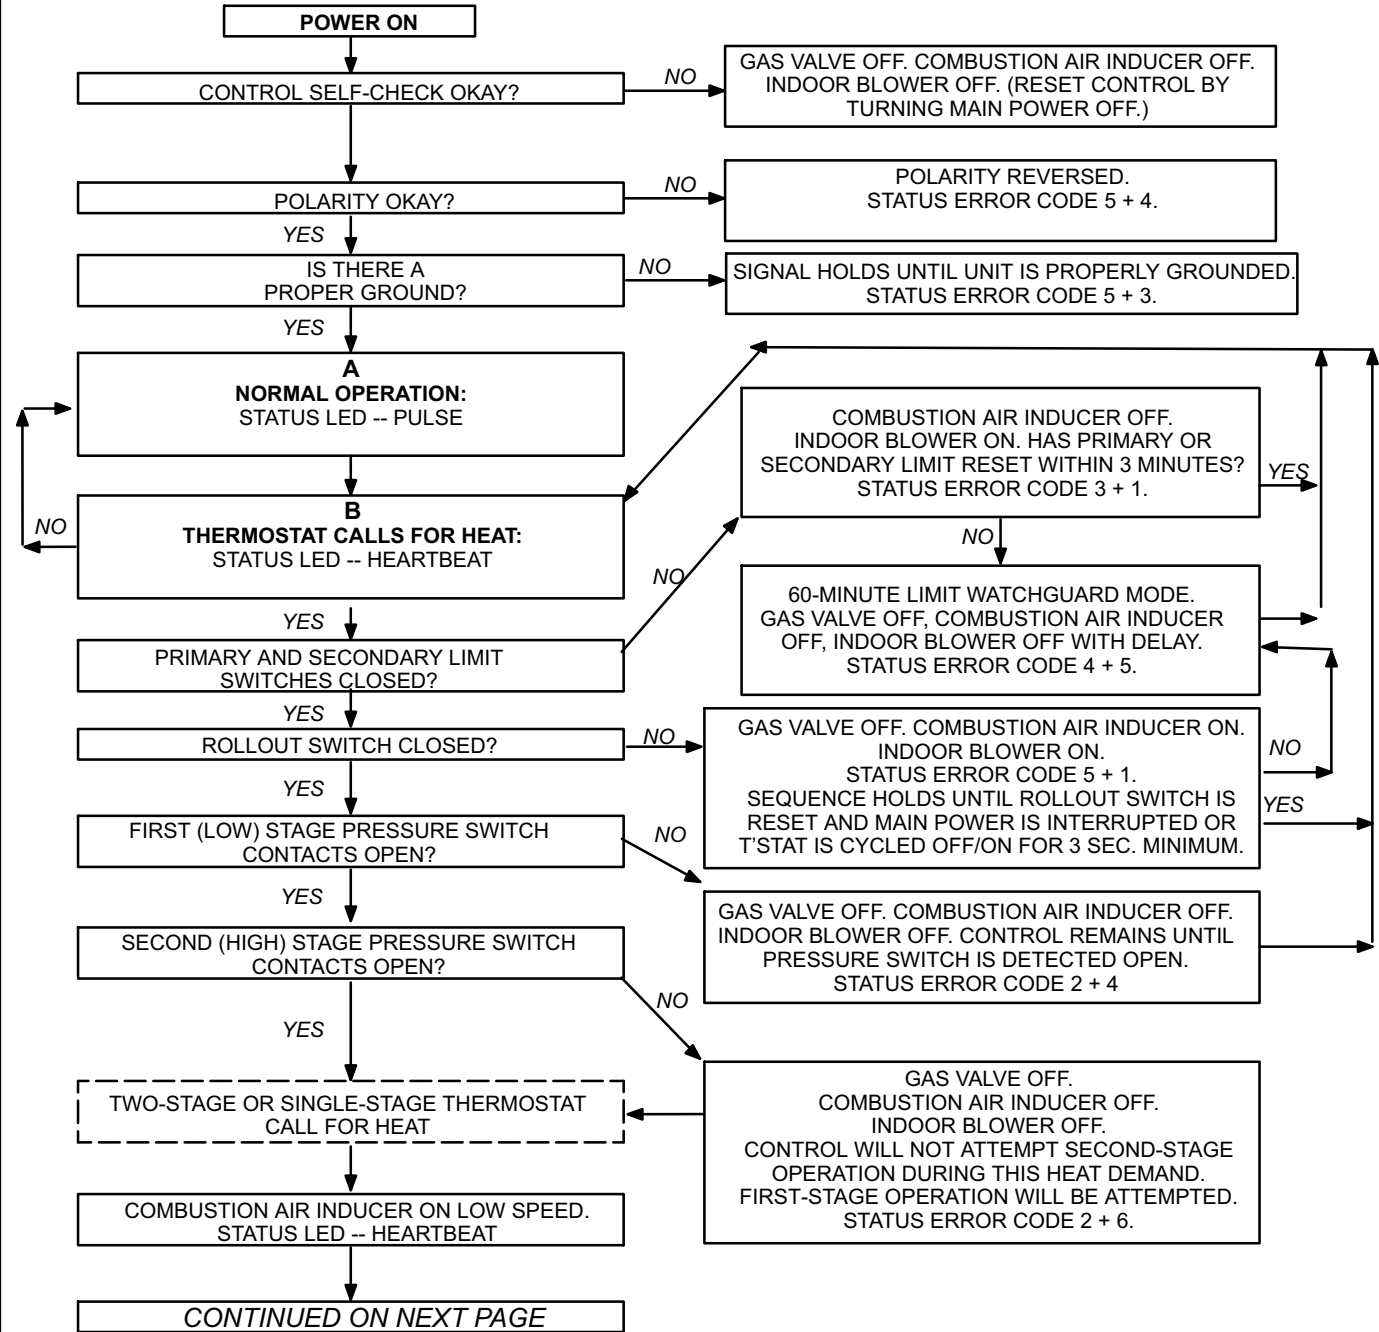 POWER ON
CONTROL SELF-CHECK OKAY?
NO
GAS VALVE OFF. COMBUSTION AIR INDUCER OFF.
INDOOR BLOWER OFF. (RESET CONTROL BY
TURNING MAIN POWER OFF.)
POLARITY OKAY?
NO
POLARITY REVERSED.
STATUS ERROR CODE 5 + 4.
YES
IS THERE A
PROPER GROUND?
NO
SIGNAL HOLDS UNTIL UNIT IS PROPERLY GROUNDED.
STATUS ERROR CODE 5 + 3.
YES
A
NORMAL OPERATION:
STATUS LED -- PULSE
COMBUSTION AIR INDUCER OFF.
INDOOR BLOWER ON. HAS PRIMARY OR
SECONDARY LIMIT RESET WITHIN 3 MINUTES?
STATUS ERROR CODE 3 + 1.
YES
NO
B
THERMOSTAT CALLS FOR HEAT:
STATUS LED -- HEARTBEAT
NO
NO
60-MINUTE LIMIT WATCHGUARD MODE.
GAS VALVE OFF, COMBUSTION AIR INDUCER
OFF, INDOOR BLOWER OFF WITH DELAY.
STATUS ERROR CODE 4 + 5.
YES
PRIMARY AND SECONDARY LIMIT
SWITCHES CLOSED?
YES
ROLLOUT SWITCH CLOSED?
NO
GAS VALVE OFF. COMBUSTION AIR INDUCER ON.
INDOOR BLOWER ON.
STATUS ERROR CODE 5 + 1.
SEQUENCE HOLDS UNTIL ROLLOUT SWITCH IS
RESET AND MAIN POWER IS INTERRUPTED OR
T'STAT IS CYCLED OFF/ON FOR 3 SEC. MINIMUM.
NO
YES
YES
FIRST (LOW) STAGE PRESSURE SWITCH
CONTACTS OPEN?
NO
GAS VALVE OFF. COMBUSTION AIR INDUCER OFF.
INDOOR BLOWER OFF. CONTROL REMAINS UNTIL
PRESSURE SWITCH IS DETECTED OPEN.
STATUS ERROR CODE 2 + 4
YES
SECOND (HIGH) STAGE PRESSURE SWITCH
CONTACTS OPEN?
NO
YES
GAS VALVE OFF.
COMBUSTION AIR INDUCER OFF.
INDOOR BLOWER OFF.
CONTROL WILL NOT ATTEMPT SECOND-STAGE
OPERATION DURING THIS HEAT DEMAND.
FIRST-STAGE OPERATION WILL BE ATTEMPTED.
STATUS ERROR CODE 2 + 6.
TWO-STAGE OR SINGLE-STAGE THERMOSTAT
CALL FOR HEAT
COMBUSTION AIR INDUCER ON LOW SPEED.
STATUS LED -- HEARTBEAT
CONTINUED ON NEXT PAGE